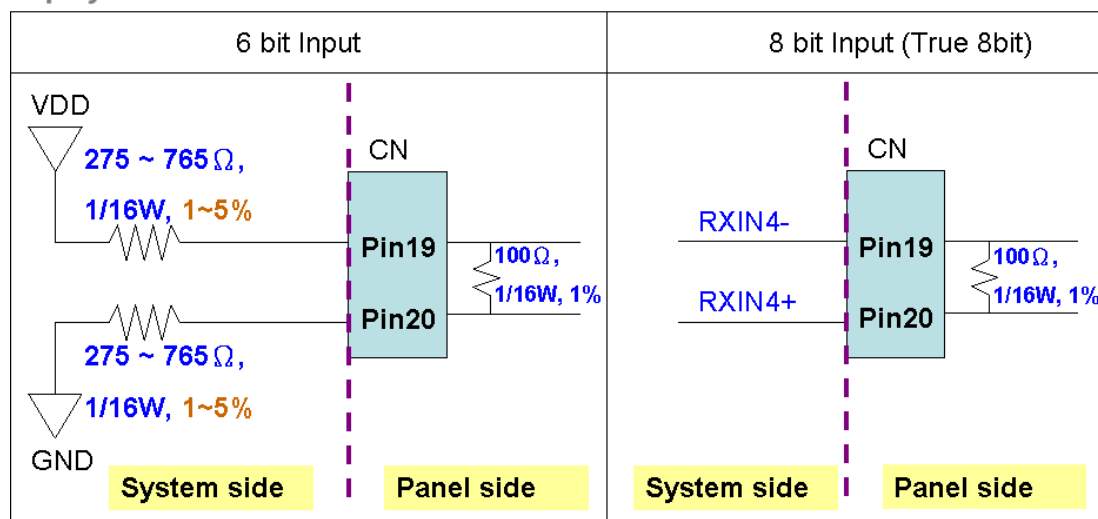 6 bit Input
8 bit Input (True 8bit)
VDD
275 ~ 765Ω,
1/16W, 1~5%
CN
Pin19
100Ω,
1/16W, 1%
Pin20
275 ~ 765Ω,
1/16W, 1~5%
GND
System side
Panel side
CN
RXIN4-
Pin19
100Ω,
1/16W, 1%
RXIN4+
Pin20
System side
Panel side